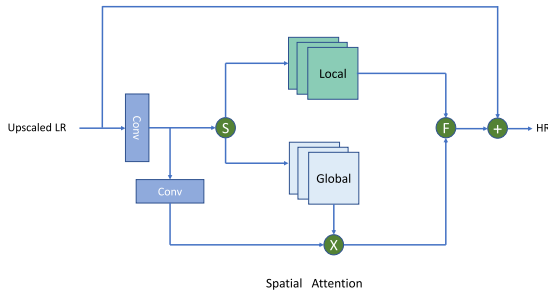 Local
Upscaled LR
Conv
S
F
+
HR
Conv
Global
X
Spatial Attention